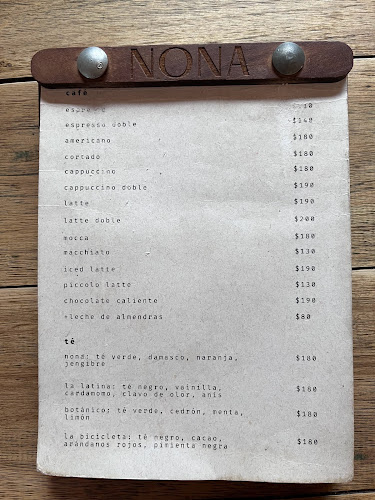 NONA
café
espresso
espresso doble $140
americano $180
cortado $180
cappuccino $180
cappuccino doble $190
latte $190
latte doble $200
mocca $180
macchiato $130
iced latte $190
piccolo latte $130
chocolate caliente $190
+leche de almendras $80
té
nona: té verde, damasco, naranja, $180
jengibre
la latina: té negro, vainilla, $180
cardamomo, clavo de olor, anís
botánico: té verde, cedrón, menta, $180
limón
la bicicleta: té negro, cacao, $180
arándanos rojos, pimienta negra